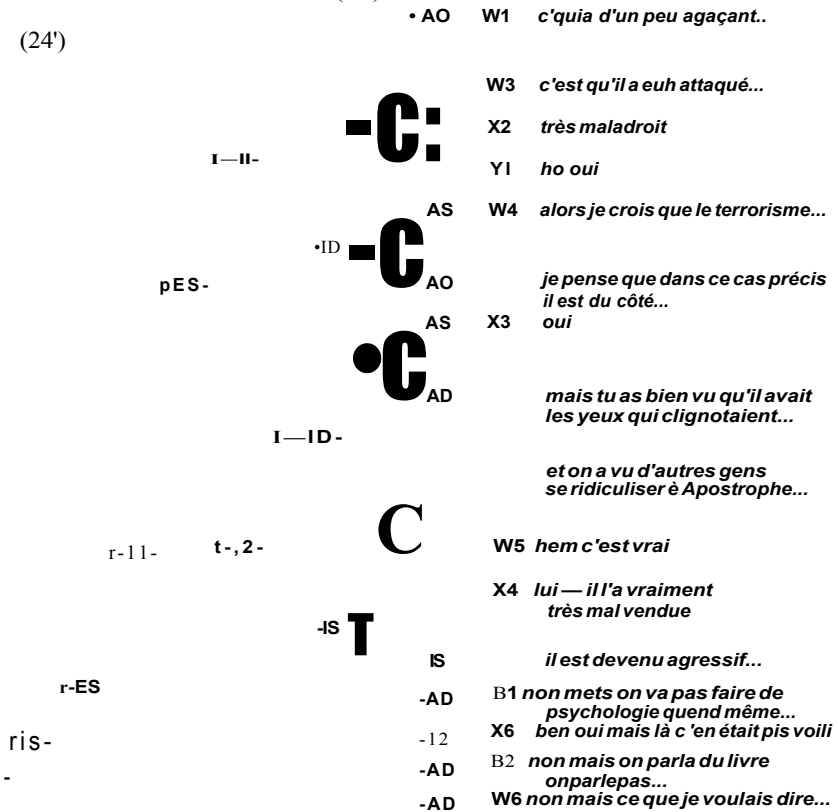 • AO W1 c'quia d'un peu agaçant..
(24')
W3 c'est qu'il a euh attaqué...
-C:
X2 très maladroit
I—II-
YI ho oui
AS W4 alors je crois que le terrorisme...
•ID -C
pES- AO je pense que dans ce cas précis
il est du côté...
AS X3 oui
•C
AD mais tu as bien vu qu'il avait
les yeux qui clignotaient...
I—ID-
et on a vu d'autres gens
se ridiculiser è Apostrophe...
C
r-11- t-,2- W5 hem c'est vrai
X4 lui — il l'a vraiment
très mal vendue
-IS T
IS il est devenu agressif...
r-ES
-AD B1 non mets on va pas faire de
psychologie quend même...
ris- -12 X6 ben oui mais là c 'en était pis voili
- -AD B2 non mais on parla du livre
onparlepas...
-AD W6 non mais ce que je voulais dire...